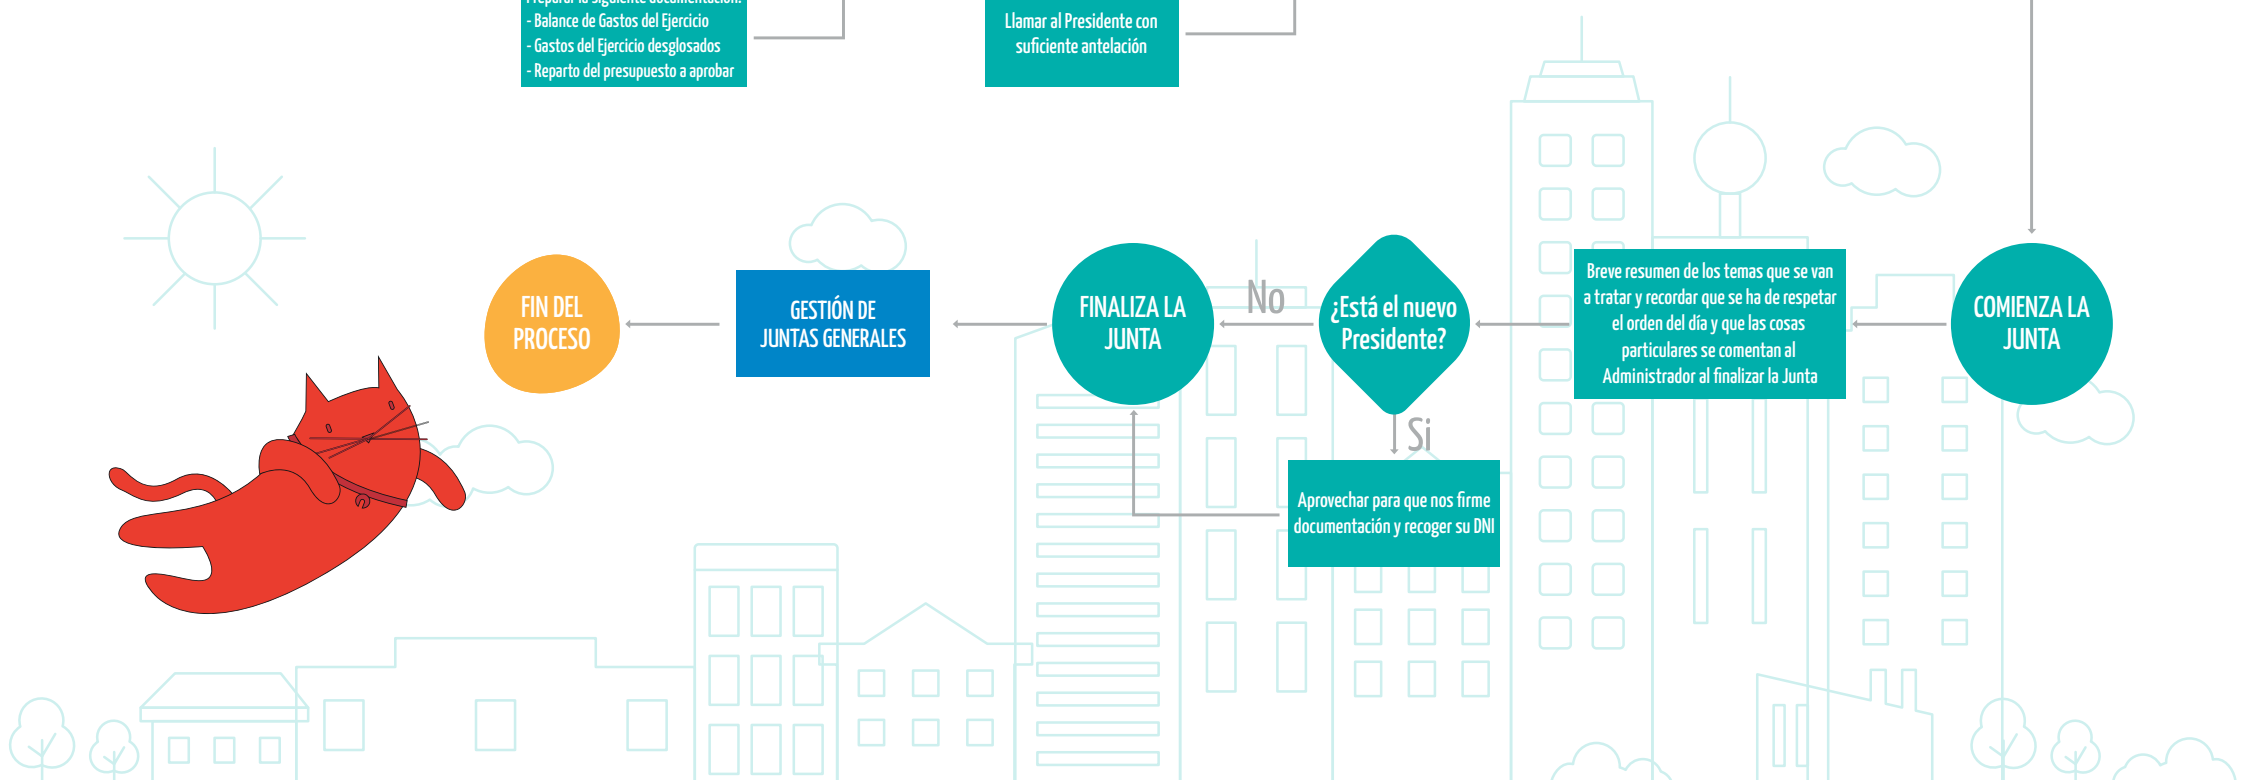 Preparar la siguiente documentación:
- Balance de Gastos del Ejercicio
- Gastos del Ejercicio desglosados
- Reparto del presupuesto a aprobar
Llamar al Presidente con
suficiente antelación
FIN DEL
PROCESO
GESTIÓN DE
JUNTAS GENERALES
FINALIZA LA
JUNTA
No
¿Está el nuevo
Presidente?
Si
Breve resumen de los temas que se van
a tratar y recordar que se ha de respetar
el orden del día y que las cosas
particulares se comentan al
Administrador al finalizar la Junta
COMIENZA LA
JUNTA
Aprovechar para que nos firme
documentación y recoger su DNI